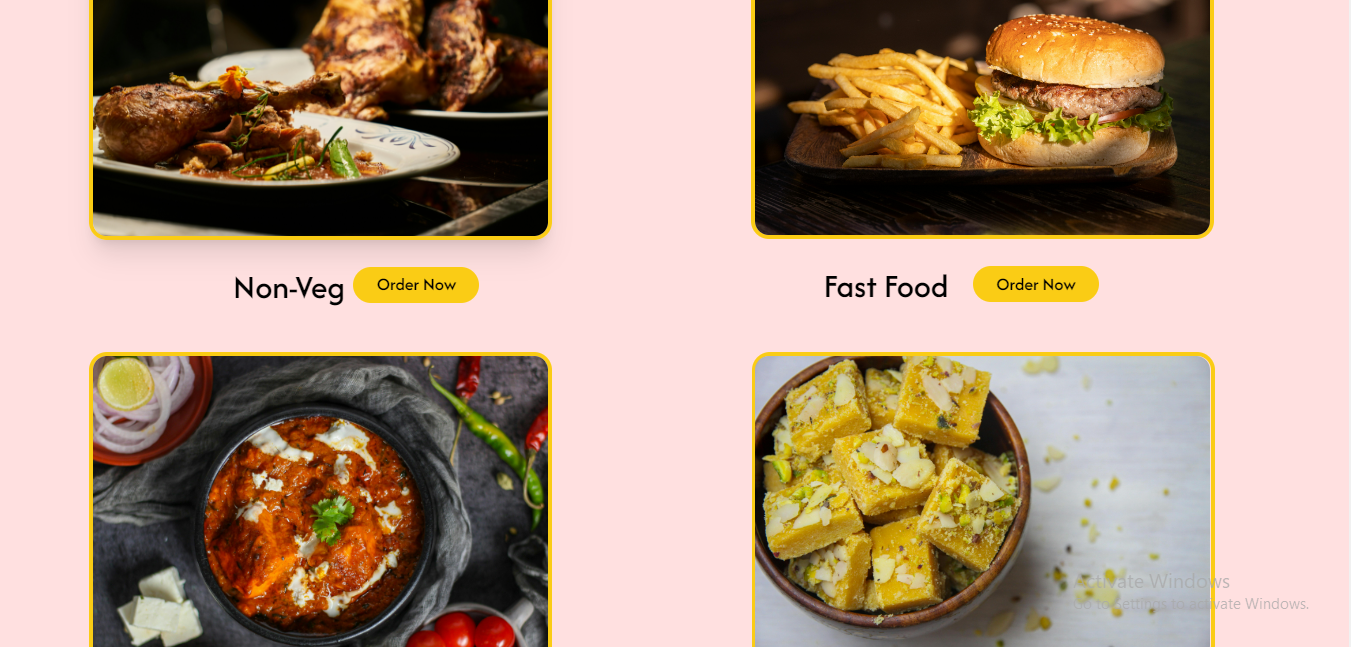 Non-Veg Order Now
Fast Food Order Now
Activate Windows
Go to Settings to activate Windows.